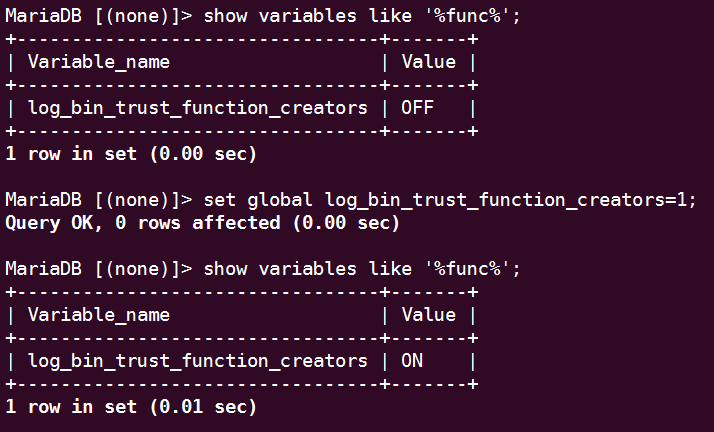 MariaDB [(none)]> show variables like '%func%';
+---------------------------------+-------+
| Variable_name                   | Value |
+---------------------------------+-------+
| log_bin_trust_function_creators | OFF   |
+---------------------------------+-------+
1 row in set (0.00 sec)
MariaDB [(none)]> set global log_bin_trust_function_creators=1;
Query OK, 0 rows affected (0.00 sec)
MariaDB [(none)]> show variables like '%func%';
+---------------------------------+-------+
| Variable_name                   | Value |
+---------------------------------+-------+
| log_bin_trust_function_creators | ON    |
+---------------------------------+-------+
1 row in set (0.01 sec)